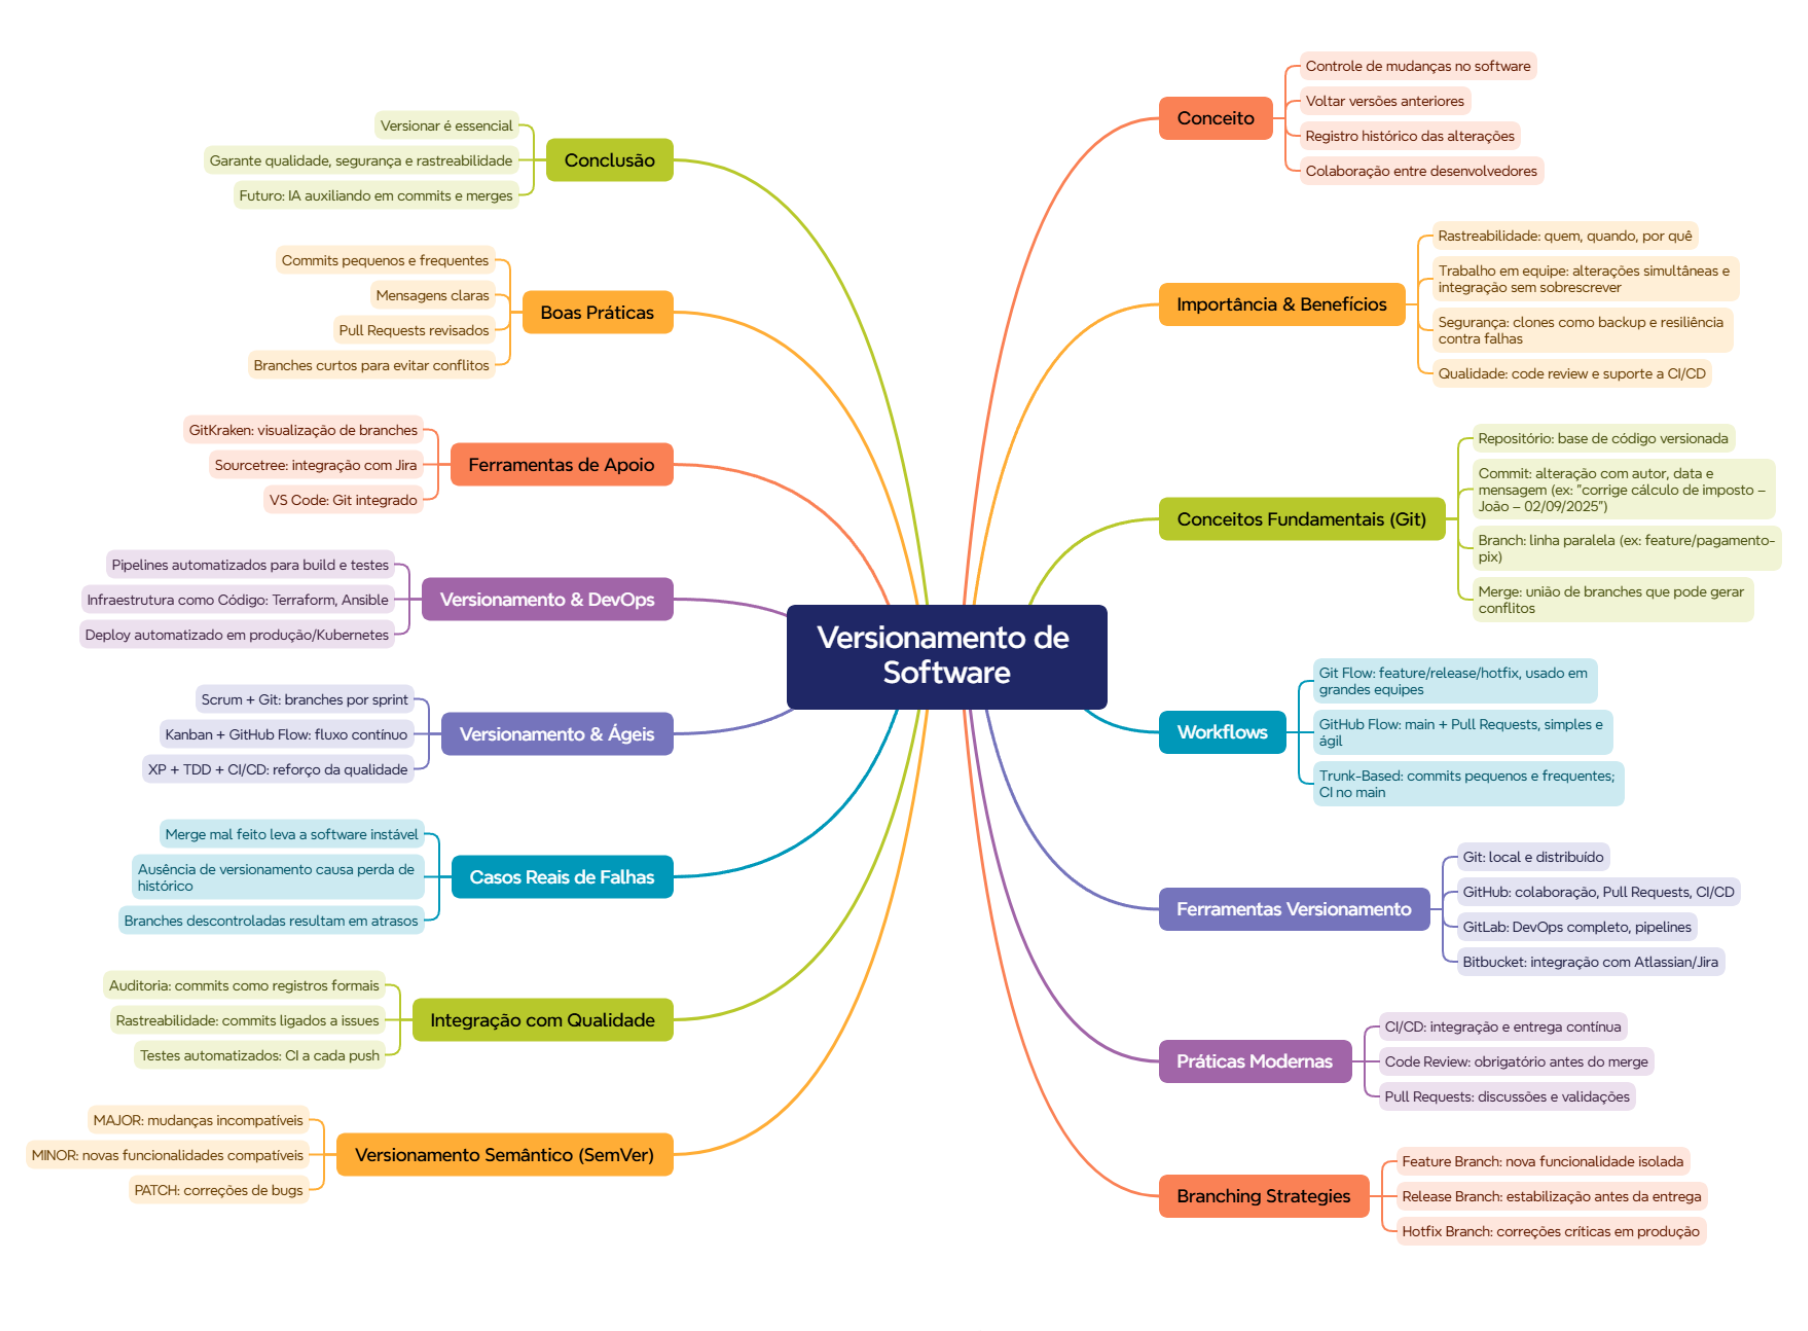 Versionamento de
Software
Conceito
Controle de mudanças no software
Voltar versões anteriores
Registro histórico das alterações
Colaboração entre desenvolvedores
Importância & Benefícios
Rastreabilidade: quem, quando, por quê
Trabalho em equipe: alterações simultâneas e
integração sem sobrescrever
Segurança: clones como backup e resiliência
contra falhas
Qualidade: code review e suporte a CI/CD
Conceitos Fundamentais (Git)
Repositório: base de código versionada
Commit: alteração com autor, data e
mensagem (ex: "corrige cálculo de imposto –
João – 02/09/2025")
Branch: linha paralela (ex: feature/pagamento-
pix)
Merge: união de branches que pode gerar
conflitos
Workflows
Git Flow: feature/release/hotfix, usado em
grandes equipes
GitHub Flow: main + Pull Requests, simples e
ágil
Trunk-Based: commits pequenos e frequentes;
CI no main
Ferramentas Versionamento
Git: local e distribuído
GitHub: colaboração, Pull Requests, CI/CD
GitLab: DevOps completo, pipelines
Bitbucket: integração com Atlassian/Jira
Práticas Modernas
CI/CD: integração e entrega contínua
Code Review: obrigatório antes do merge
Pull Requests: discussões e validações
Branching Strategies
Feature Branch: nova funcionalidade isolada
Release Branch: estabilização antes da entrega
Hotfix Branch: correções críticas em produção
Conclusão
Versionar é essencial
Garante qualidade, segurança e rastreabilidade
Futuro: IA auxiliando em commits e merges
Boas Práticas
Commits pequenos e frequentes
Mensagens claras
Pull Requests revisados
Branches curtos para evitar conflitos
Ferramentas de Apoio
GitKraken: visualização de branches
Sourcetree: integração com Jira
VS Code: Git integrado
Versionamento & DevOps
Pipelines automatizados para build e testes
Infraestrutura como Código: Terraform, Ansible
Deploy automatizado em produção/Kubernetes
Versionamento & Ágeis
Scrum + Git: branches por sprint
Kanban + GitHub Flow: fluxo contínuo
XP + TDD + CI/CD: reforço da qualidade
Casos Reais de Falhas
Merge mal feito leva a software instável
Ausência de versionamento causa perda de
histórico
Branches descontroladas resultam em atrasos
Integração com Qualidade
Auditoria: commits como registros formais
Rastreabilidade: commits ligados a issues
Testes automatizados: CI a cada push
Versionamento Semântico (SemVer)
MAJOR: mudanças incompatíveis
MINOR: novas funcionalidades compatíveis
PATCH: correções de bugs